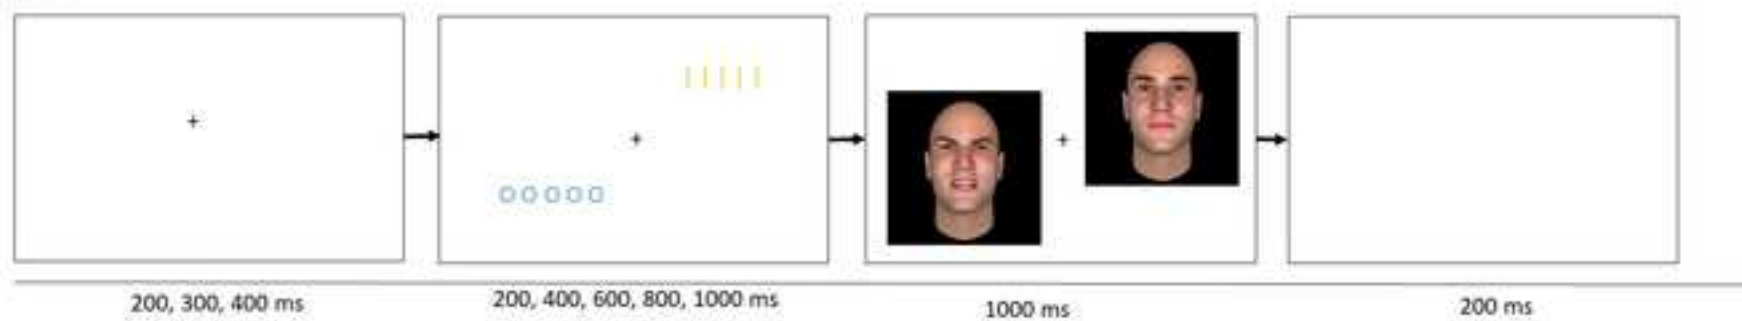 +
| | | | |
+
O O O O O
+
200, 300, 400 ms
200, 400, 600, 800, 1000 ms
1000 ms
200 ms